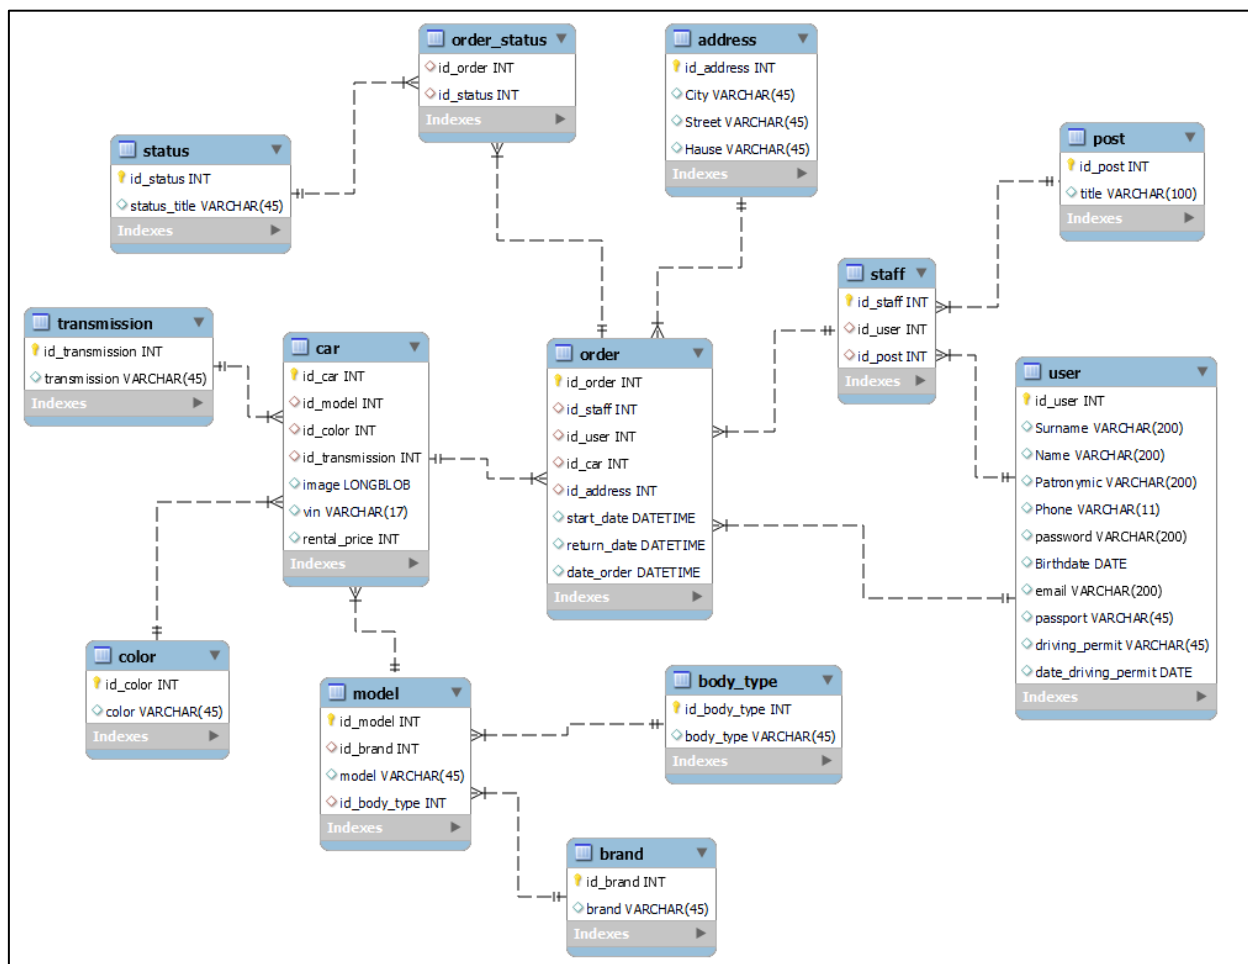 order_status
id_order INT
id_status INT
Indexes
address
id_address INT
City VARCHAR(45)
Street VARCHAR(45)
Hause VARCHAR(45)
Indexes
status
id_status INT
status_title VARCHAR(45)
Indexes
post
id_post INT
title VARCHAR(100)
Indexes
staff
id_staff INT
id_user INT
id_post INT
Indexes
transmission
id_transmission INT
transmission VARCHAR(45)
Indexes
car
id_car INT
id_model INT
id_color INT
id_transmission INT
image LONGBLOB
vin VARCHAR(17)
rental_price INT
Indexes
order
id_order INT
id_staff INT
id_user INT
id_car INT
id_address INT
start_date DATETIME
return_date DATETIME
date_order DATETIME
Indexes
user
id_user INT
Surname VARCHAR(200)
Name VARCHAR(200)
Patronymic VARCHAR(200)
Phone VARCHAR(11)
password VARCHAR(200)
Birthdate DATE
email VARCHAR(200)
passport VARCHAR(45)
driving_permit VARCHAR(45)
date_driving_permit DATE
Indexes
color
id_color INT
color VARCHAR(45)
Indexes
model
id_model INT
id_brand INT
model VARCHAR(45)
id_body_type INT
Indexes
body_type
id_body_type INT
body_type VARCHAR(45)
Indexes
brand
id_brand INT
brand VARCHAR(45)
Indexes